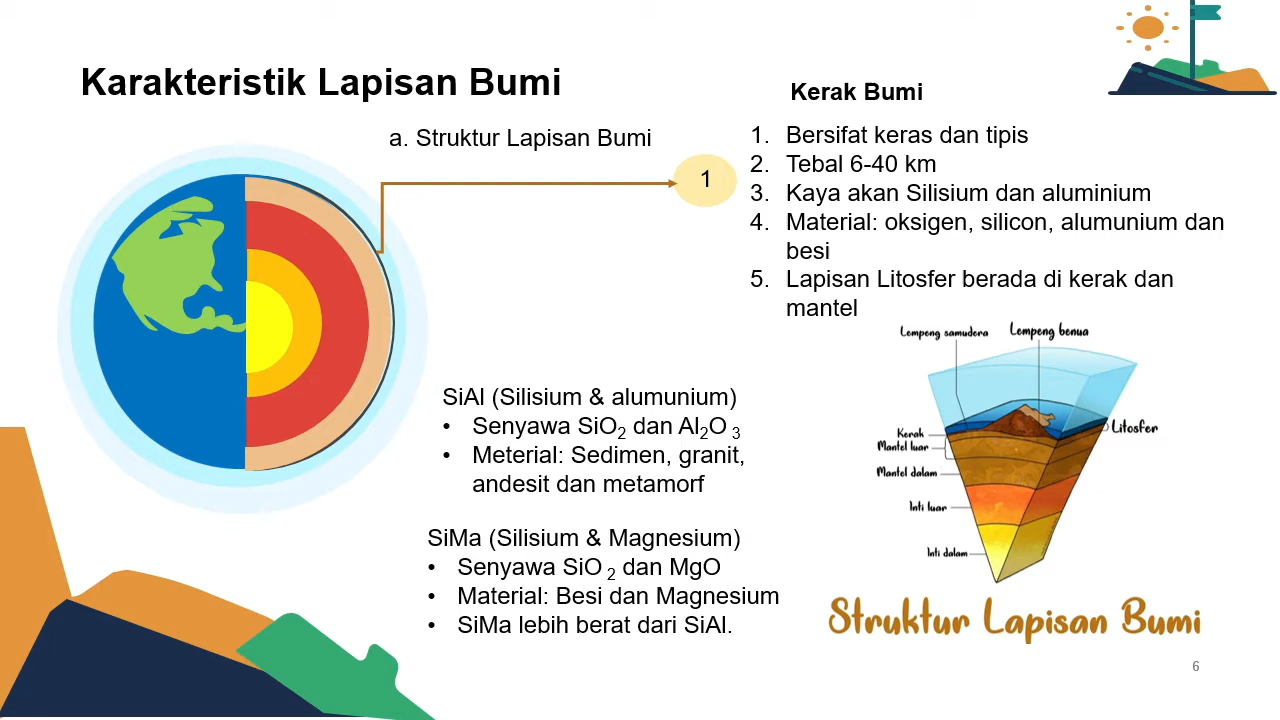 Karakteristik Lapisan Bumi
a. Struktur Lapisan Bumi
1
Kerak Bumi
1. Bersifat keras dan tipis
2. Tebal 6-40 km
3. Kaya akan Silisium dan aluminium
4. Material: oksigen, silicon, alumunium dan
besi
5. Lapisan Litosfer berada di kerak dan
mantel
SiAl (Silisium & alumunium)
• Senyawa SiO₂ dan Al₂O ₃
• Meterial: Sedimen, granit,
andesit dan metamorf
SiMa (Silisium & Magnesium)
• Senyawa SiO ₂ dan MgO
• Material: Besi dan Magnesium
• SiMa lebih berat dari SiAl.
Lempeng samudera
Lempeng benua
Kerak
Mantel luar
Mantel dalam
Inti luar
Inti dalam
Litosfer
Struktur Lapisan Bumi
6